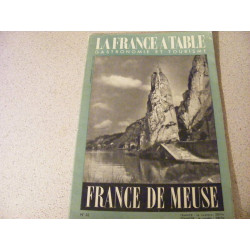 LA FRANCE A TABLE
GASTRONOMIE ET TOURISME
FRANCE DE MEUSE